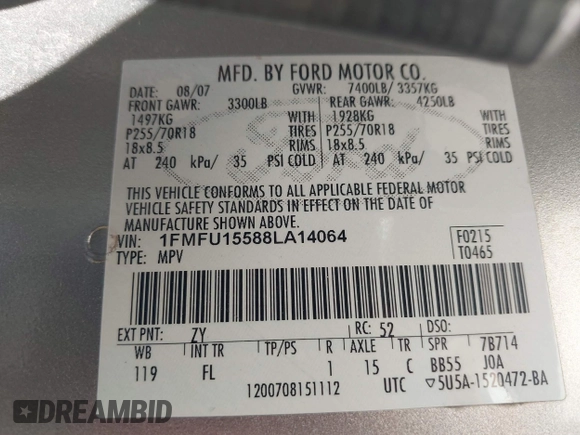 MFD. BY FORD MOTOR CO.
DATE: 08/07 GVWR: 7400LB/ 3357KG
FRONT GAWR: 3300LB REAR GAWR: 4250LB
1497KG WITH 1928KG WITH
P255/70R18 TIRES P255/70R18 TIRES
18x8.5 RIMS 18x8.5 RIMS
AT 240 kPa/ 35 PSI COLD AT 240 kPa/ 35 PSI COLD
THIS VEHICLE CONFORMS TO ALL APPLICABLE FEDERAL MOTOR
VEHICLE SAFETY STANDARDS IN EFFECT ON THE DATE OF
MANUFACTURE SHOWN ABOVE.
VIN: 1FMFU15588LA14064 F0215
TYPE: MPV T0465
EXT PNT: ZY RC: 52 DSO:
WB INT TR TP/PS R AXLE TR SPR 7B714
119 FL 1 15 C BB55 J0A
1200708151112 UTC ▽5U5A-1520472-BA
DREAMBID